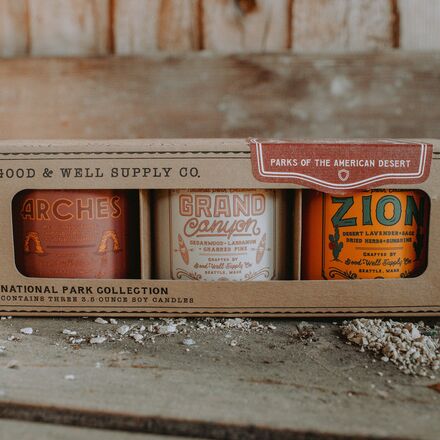 GOOD & WELL SUPPLY CO.
PARKS OF THE AMERICAN DESERT
ARCHES
GRAND
Canyon
CEDARWOOD • LABDANUM
• CHARRED PINE •
CRAFTED BY
Good & Well Supply Co.
SEATTLE, WASH
ZION
DESERT LAVENDER • SAGE
DRIED HERBS • SUNSHINE
CRAFTED BY
Good & Well Supply Co.
SEATTLE, WASH
NATIONAL PARK COLLECTION
CONTAINS THREE 3.5 OUNCE SOY CANDLES